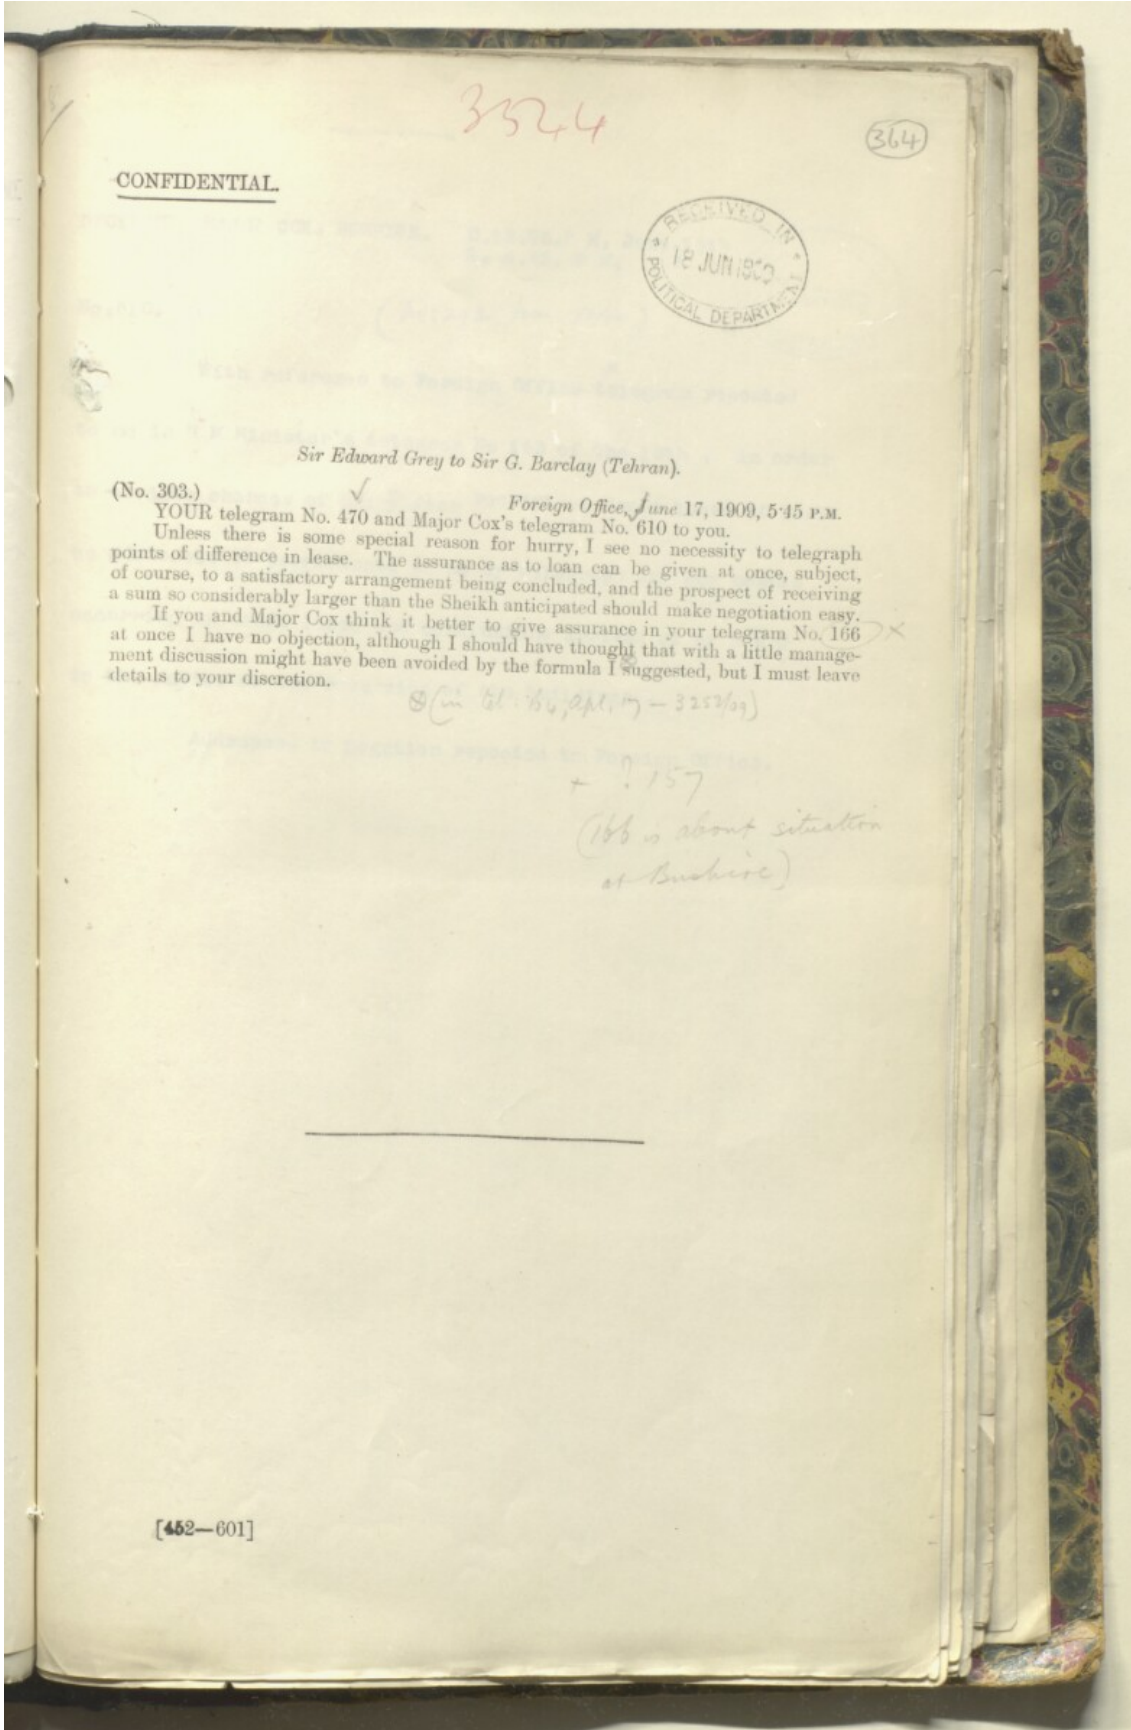 3524
364
CONFIDENTIAL.
RECEIVED IN
18 JUN 1909
POLITICAL DEPARTMENT
Sir Edward Grey to Sir G. Barclay (Tehran).
(No. 303.)
Foreign Office, June 17, 1909, 5·45 P.M.
YOUR telegram No. 470 and Major Cox's telegram No. 610 to you.
Unless there is some special reason for hurry, I see no necessity to telegraph
points of difference in lease. The assurance as to loan can be given at once, subject,
of course, to a satisfactory arrangement being concluded, and the prospect of receiving
a sum so considerably larger than the Sheikh anticipated should make negotiation easy.
If you and Major Cox think it better to give assurance in your telegram No. 166
at once I have no objection, although I should have thought that with a little manage-
ment discussion might have been avoided by the formula I suggested, but I must leave
details to your discretion.
(in tel: Apl. – 3252/09)
+ ? 157
(166 is about situation
at Bushire)
[452—601]